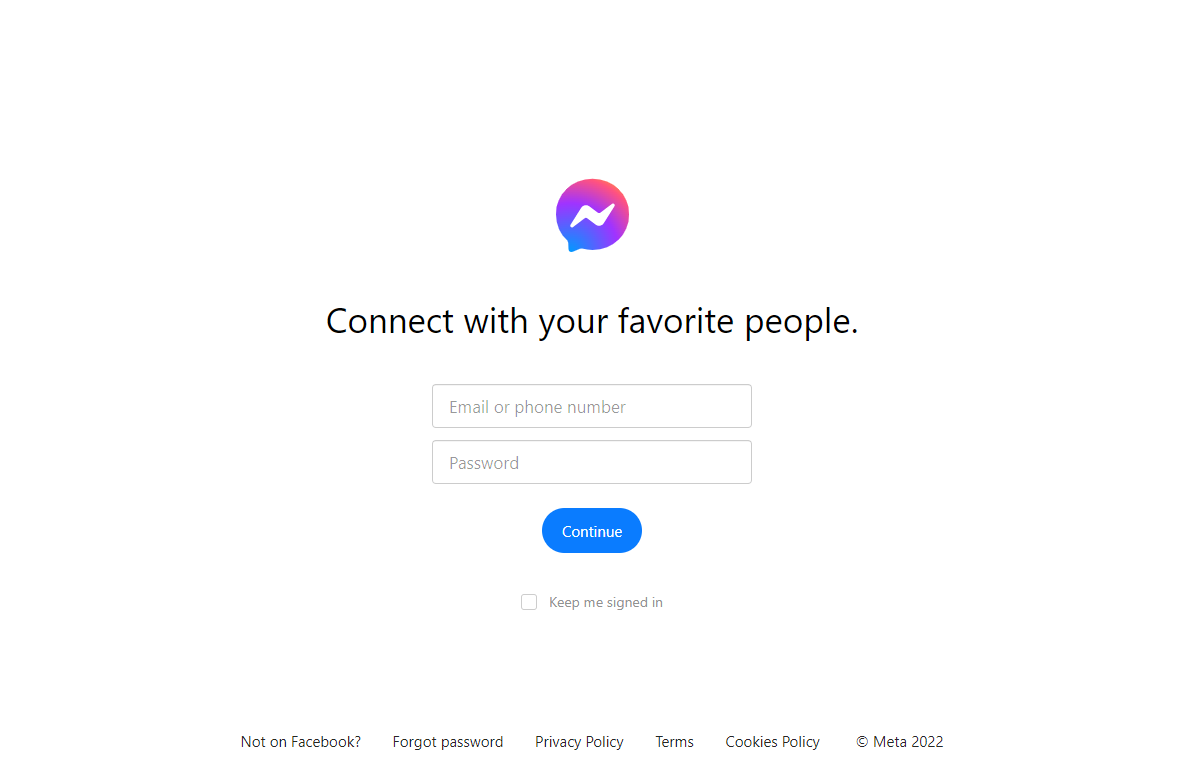 Connect with your favorite people.
Email or phone number
Password
Continue
Keep me signed in
Not on Facebook? Forgot password Privacy Policy Terms Cookies Policy © Meta 2022